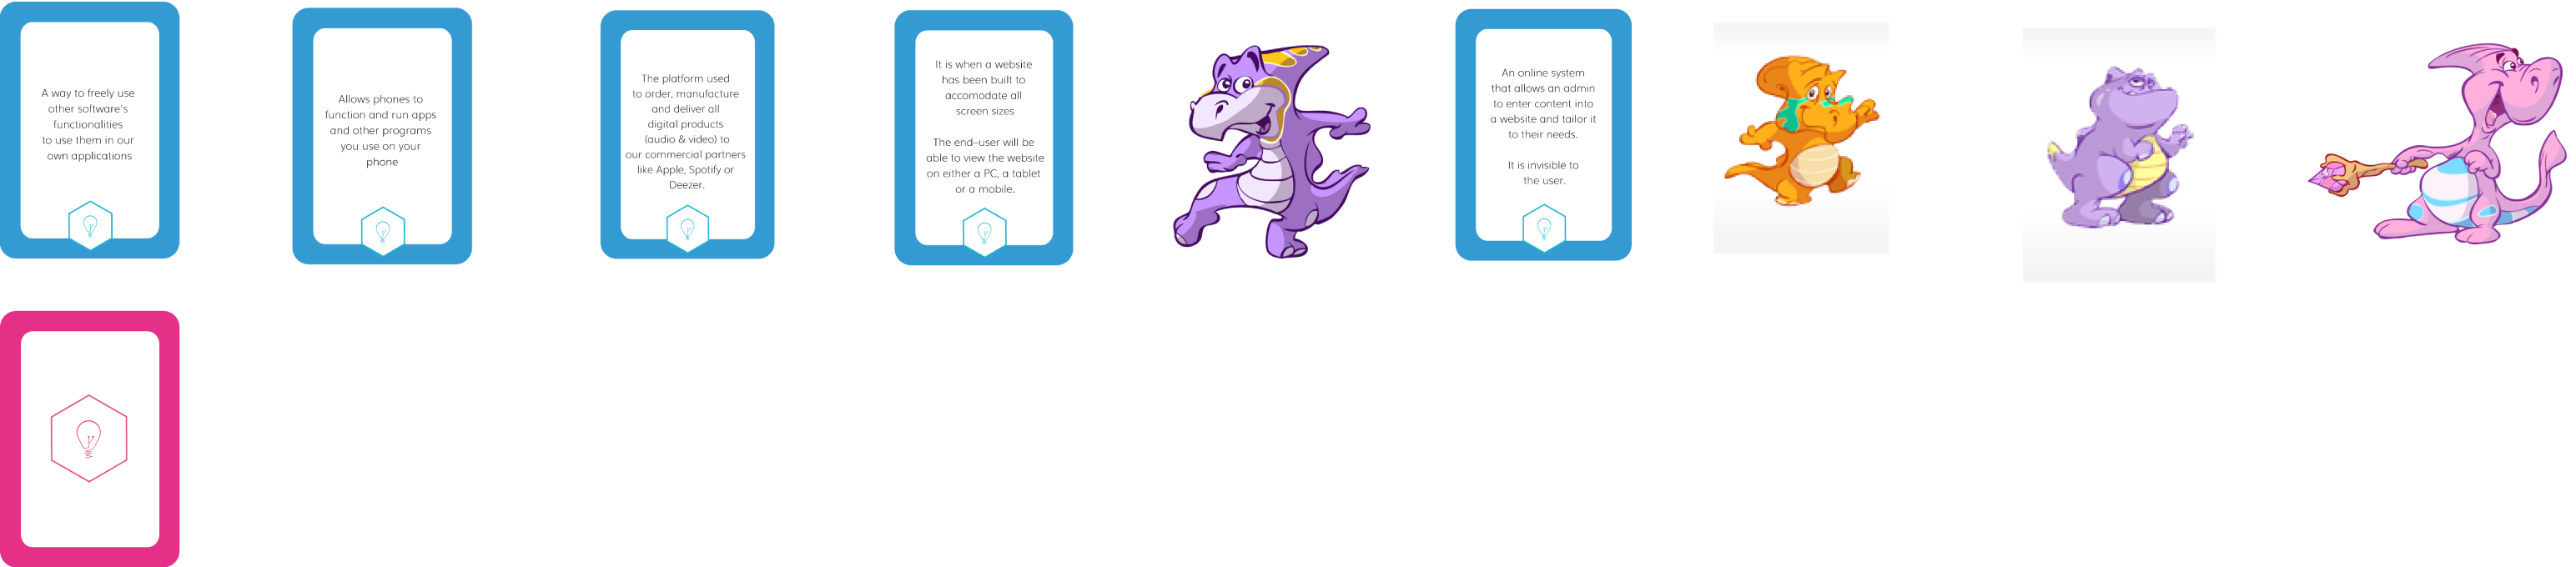 A way to freely use
other software's
functionalities
to use them in our
own applications
Allows phones to
function and run apps
and other programs
you use on your
phone
The platform used
to order, manufacture
and deliver all
digital products
(audio & video) to
our commercial partners
like Apple, Spotify or
Deezer.
It is when a website
has been built to
accomodate all
screen sizes
The end-user will be
able to view the website
on either a PC, a tablet
or a mobile.
An online system
that allows an admin
to enter content into
a website and tailor it
to their needs.
It is invisible to
the user.